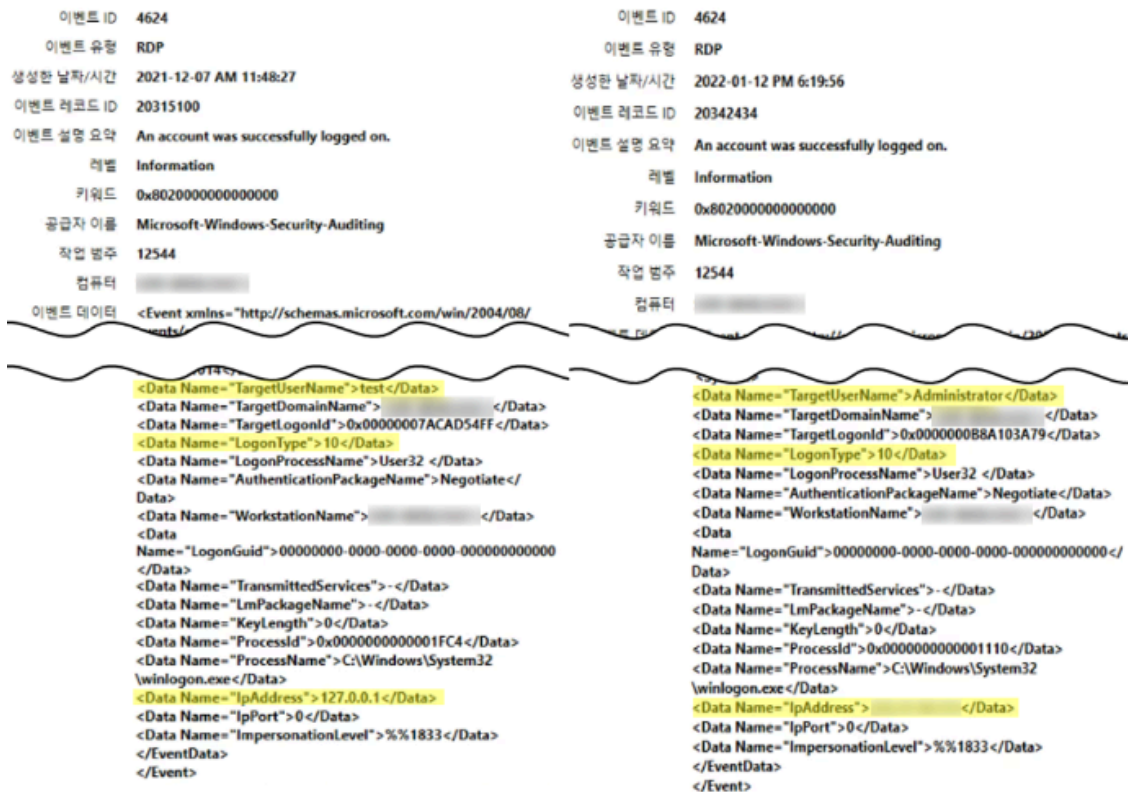 이벤트 ID 4624
이벤트 유형 RDP
생성한 날짜/시간 2021-12-07 AM 11:48:27
이벤트 레코드 ID 20315100
이벤트 설명 요약 An account was successfully logged on.
레벨 Information
키워드 0x8020000000000000
공급자 이름 Microsoft-Windows-Security-Auditing
작업 범주 12544
컴퓨터
이벤트 데이터 <Event xmlns="http://schemas.microsoft.com/win/2004/08/
<Data Name="TargetUserName">test</Data>
<Data Name="TargetDomainName"> </Data>
<Data Name="TargetLogonId">0x00000007ACAD54FF</Data>
<Data Name="LogonType">10</Data>
<Data Name="LogonProcessName">User32 </Data>
<Data Name="AuthenticationPackageName">Negotiate</
Data>
<Data Name="WorkstationName"> </Data>
<Data
Name="LogonGuid">00000000-0000-0000-0000-000000000000
</Data>
<Data Name="TransmittedServices">-</Data>
<Data Name="LmPackageName">-</Data>
<Data Name="KeyLength">0</Data>
<Data Name="ProcessId">0x0000000000001FC4</Data>
<Data Name="ProcessName">C:\Windows\System32
\winlogon.exe</Data>
<Data Name="IpAddress">127.0.0.1</Data>
<Data Name="IpPort">0</Data>
<Data Name="ImpersonationLevel">%%1833</Data>
</EventData>
</Event>
이벤트 ID 4624
이벤트 유형 RDP
생성한 날짜/시간 2022-01-12 PM 6:19:56
이벤트 레코드 ID 20342434
이벤트 설명 요약 An account was successfully logged on.
레벨 Information
키워드 0x8020000000000000
공급자 이름 Microsoft-Windows-Security-Auditing
작업 범주 12544
컴퓨터
<Data Name="TargetUserName">Administrator</Data>
<Data Name="TargetDomainName"> </Data>
<Data Name="TargetLogonId">0x0000000B8A103A79</Data>
<Data Name="LogonType">10</Data>
<Data Name="LogonProcessName">User32 </Data>
<Data Name="AuthenticationPackageName">Negotiate</Data>
<Data Name="WorkstationName"> </Data>
<Data
Name="LogonGuid">00000000-0000-0000-0000-000000000000</
Data>
<Data Name="TransmittedServices">-</Data>
<Data Name="LmPackageName">-</Data>
<Data Name="KeyLength">0</Data>
<Data Name="ProcessId">0x0000000000001110</Data>
<Data Name="ProcessName">C:\Windows\System32
\winlogon.exe</Data>
<Data Name="IpAddress"> </Data>
<Data Name="IpPort">0</Data>
<Data Name="ImpersonationLevel">%%1833</Data>
</EventData>
</Event>